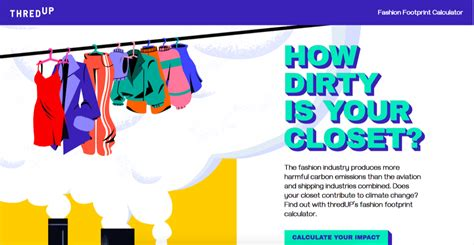 THREDUP
Fashion Footprint Calculator
HOW
DIRTY
IS YOUR
CLOSET?
The fashion industry produces more
harmful carbon emissions than the aviation
and shipping industries combined. Does
your closet contribute to climate change?
Find out with thredUP's fashion footprint
calculator.
CALCULATE YOUR IMPACT